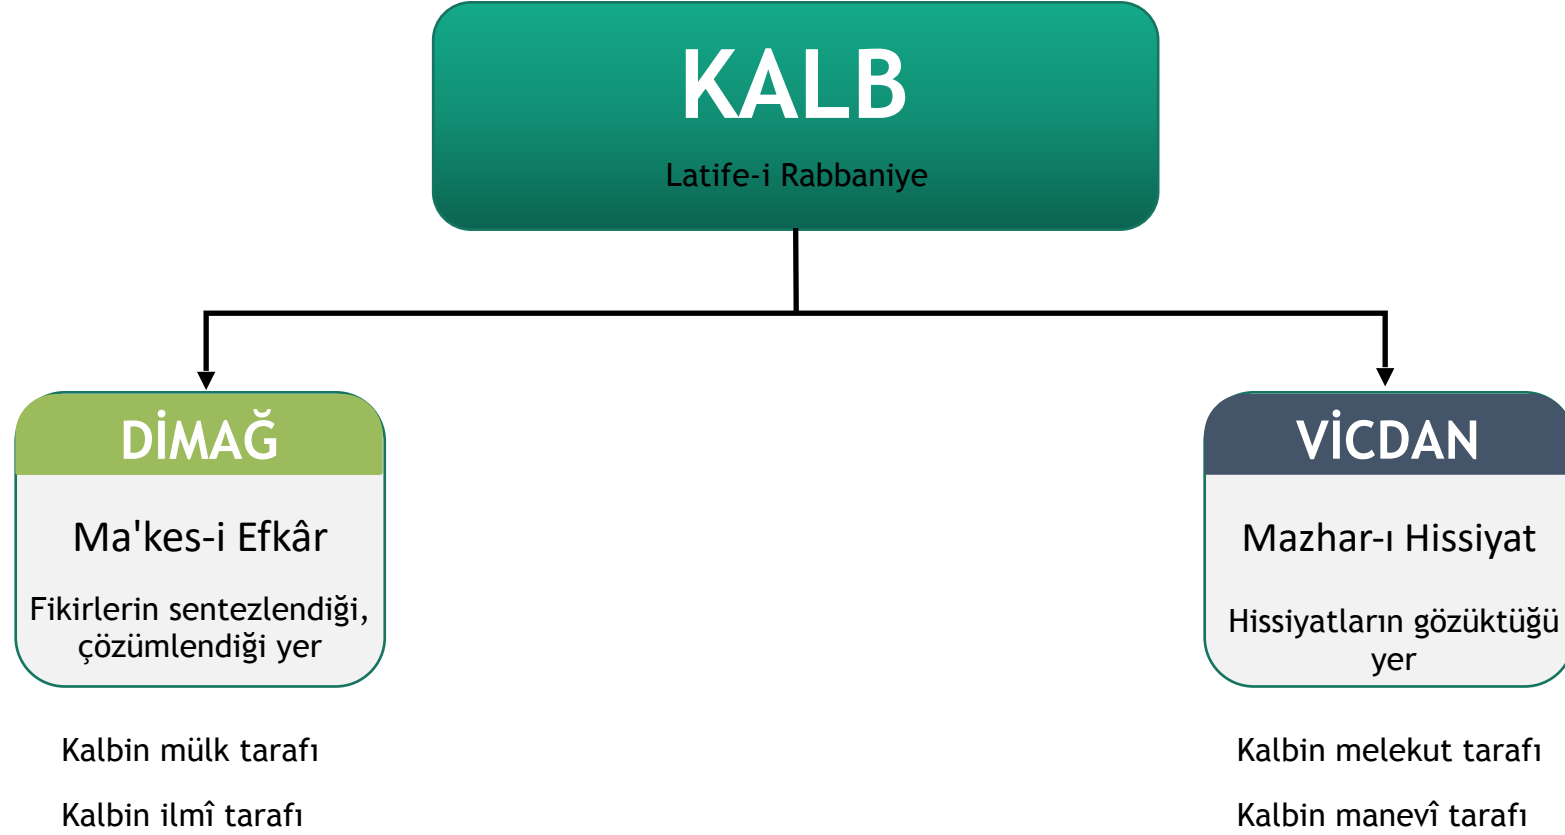 KALB
Latife-i Rabbaniye
DİMAĞ
Ma'kes-i Efkâr
Fikirlerin sentezlendiği,
çözümlendiği yer
Kalbin mülk tarafı
Kalbin ilmî tarafı
VİCDAN
Mazhar-ı Hissiyat
Hissiyatların gözüktüğü
yer
Kalbin melekut tarafı
Kalbin manevî tarafı